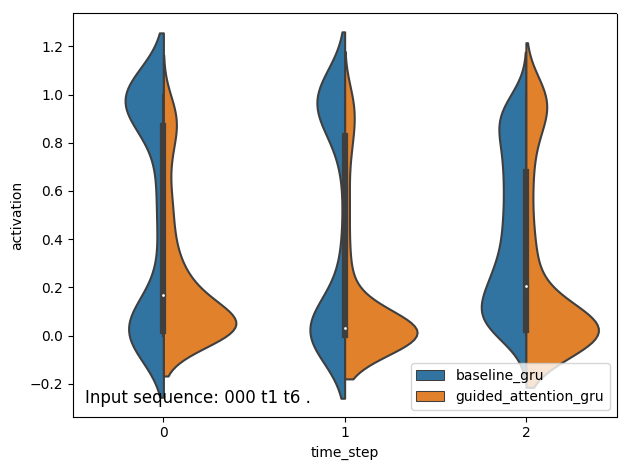 1.2
1.0
0.8
0.6
0.4
0.2
0.0
−0.2
activation
Input sequence: 000 t1 t6 .
baseline_gru
guided_attention_gru
0
1
2
time_step